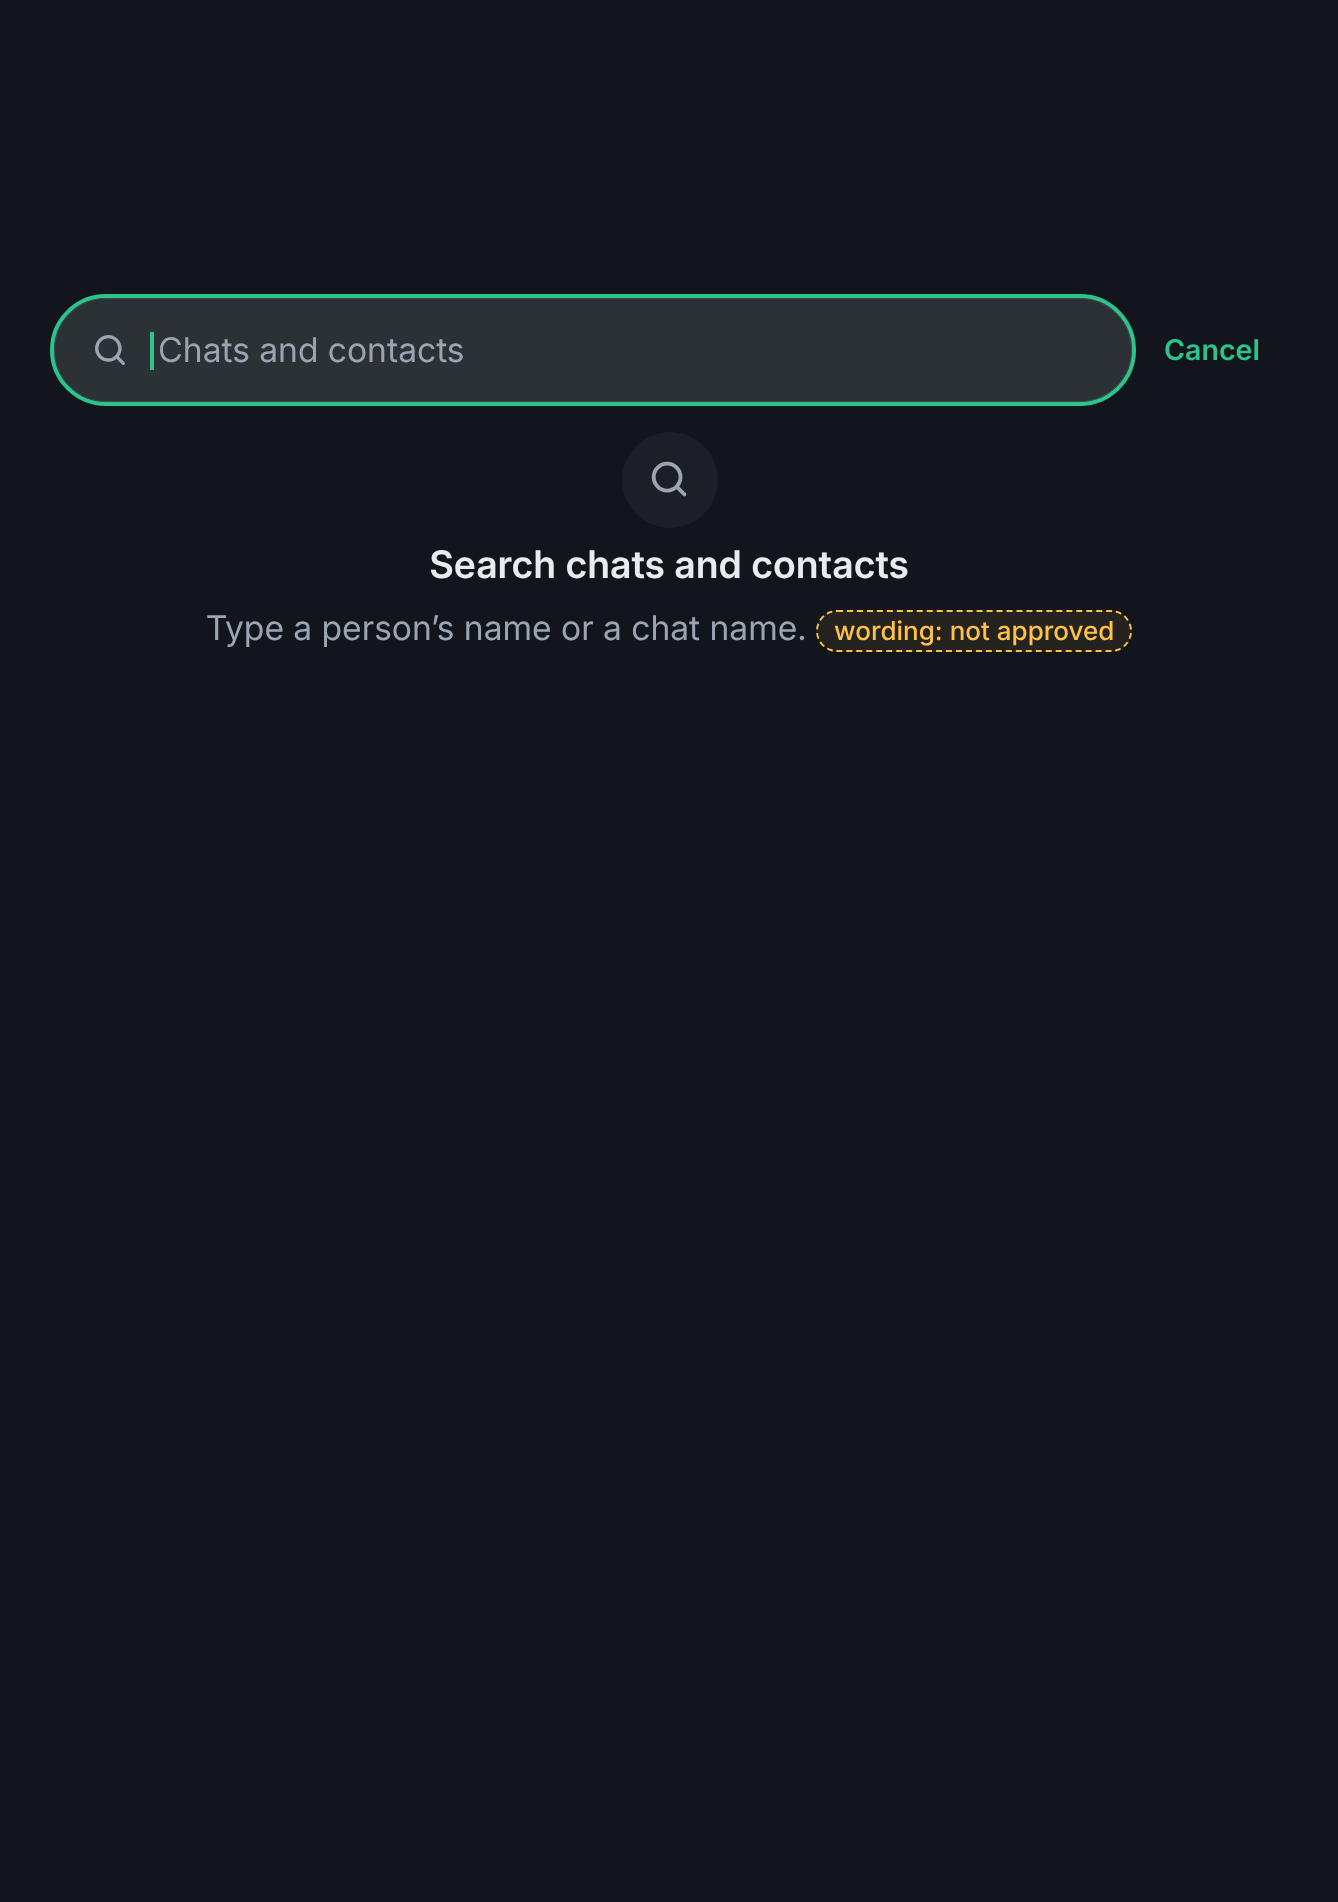 Chats and contacts
Cancel
Search chats and contacts
Type a person’s name or a chat name. wording: not approved